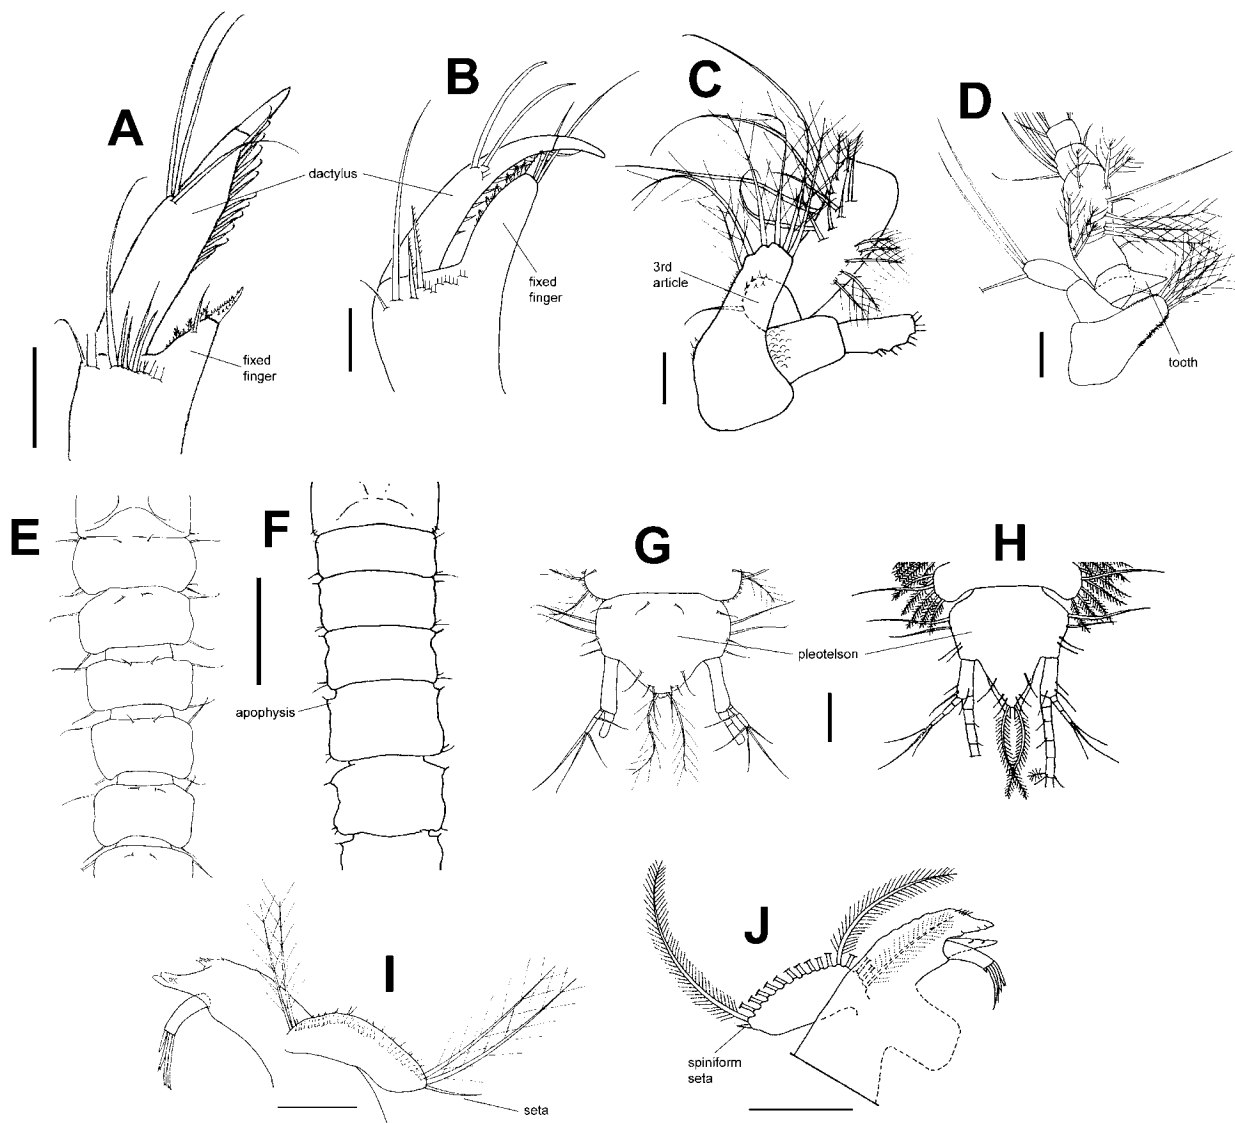 A
B
C
D
dactylus
fixed
finger
fixed
finger
3rd
article
tooth
E
F
G
H
apophysis
pleotelson
I
J
seta
spiniform
seta